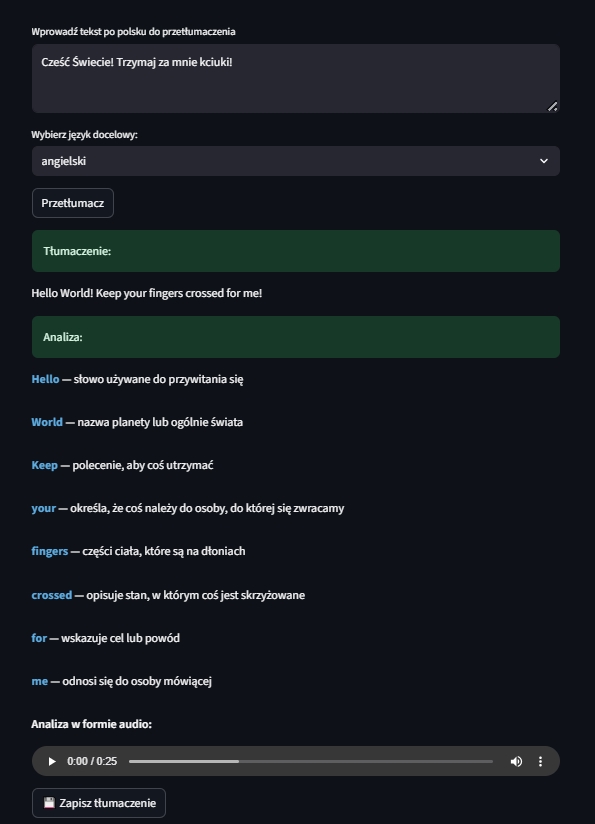 Wprowadź tekst po polsku do przetłumaczenia
Cześć Świecie! Trzymaj za mnie kciuki!
Wybierz język docelowy:
angielski
Przetłumacz
Tłumaczenie:
Hello World! Keep your fingers crossed for me!
Analiza:
Hello — słowo używane do przywitania się
World — nazwa planety lub ogólnie świata
Keep — polecenie, aby coś utrzymać
your — określa, że coś należy do osoby, do której się zwracamy
fingers — części ciała, które są na dłoniach
crossed — opisuje stan, w którym coś jest skrzyżowane
for — wskazuje cel lub powód
me — odnosi się do osoby mówiącej
Analiza w formie audio:
0:00 / 0:25
Zapisz tłumaczenie